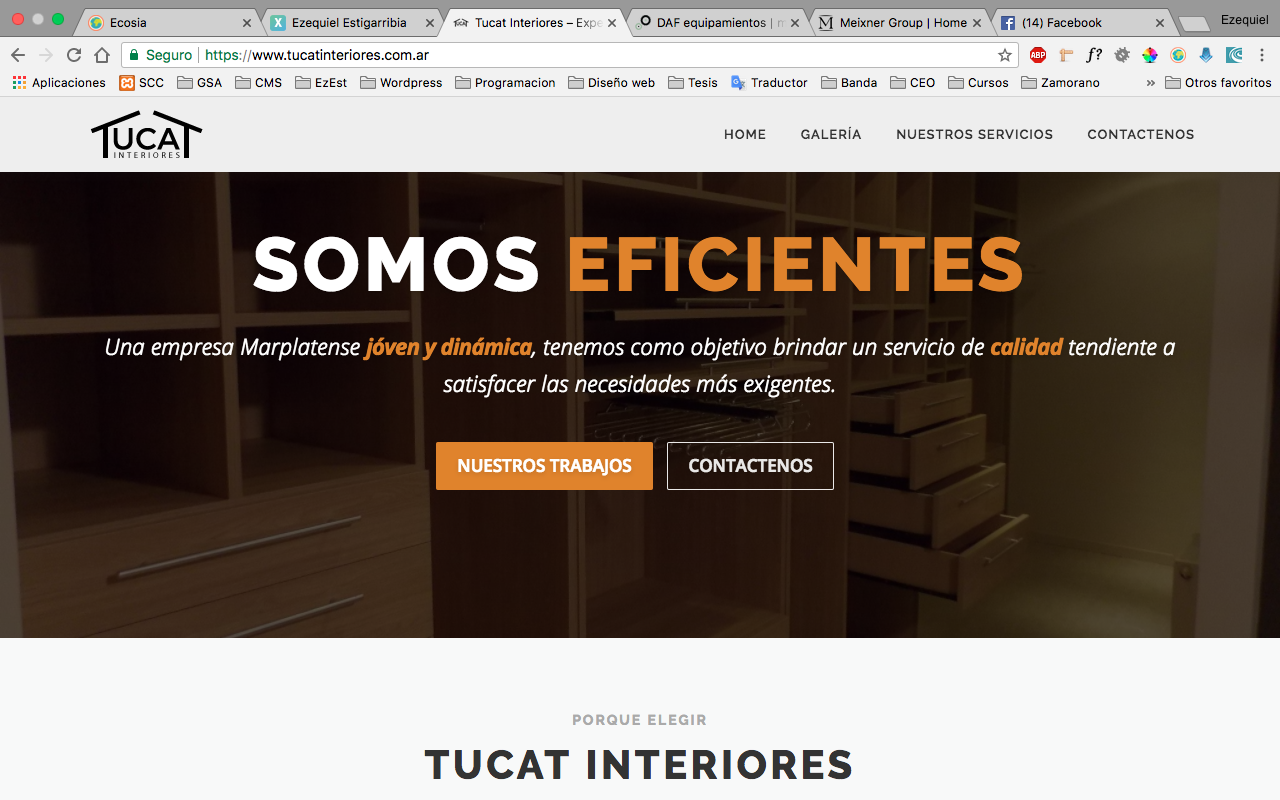 Ecosia
Ezequiel Estigarribia
Tucat Interiores – Expe
DAF equipamientos | m
Meixner Group | Home
(14) Facebook
Ezequiel
Seguro
https://www.tucatinteriores.com.ar
ABP
f?
Aplicaciones
SCC
GSA
CMS
EzEst
Wordpress
Programacion
Diseño web
Tesis
Traductor
Banda
CEO
Cursos
Zamorano
»
Otros favoritos
TUCAT
INTERIORES
HOME
GALERÍA
NUESTROS SERVICIOS
CONTACTENOS
SOMOS EFICIENTES
Una empresa Marplatense jóven y dinámica, tenemos como objetivo brindar un servicio de calidad tendiente a
satisfacer las necesidades más exigentes.
NUESTROS TRABAJOS
CONTACTENOS
PORQUE ELEGIR
TUCAT INTERIORES